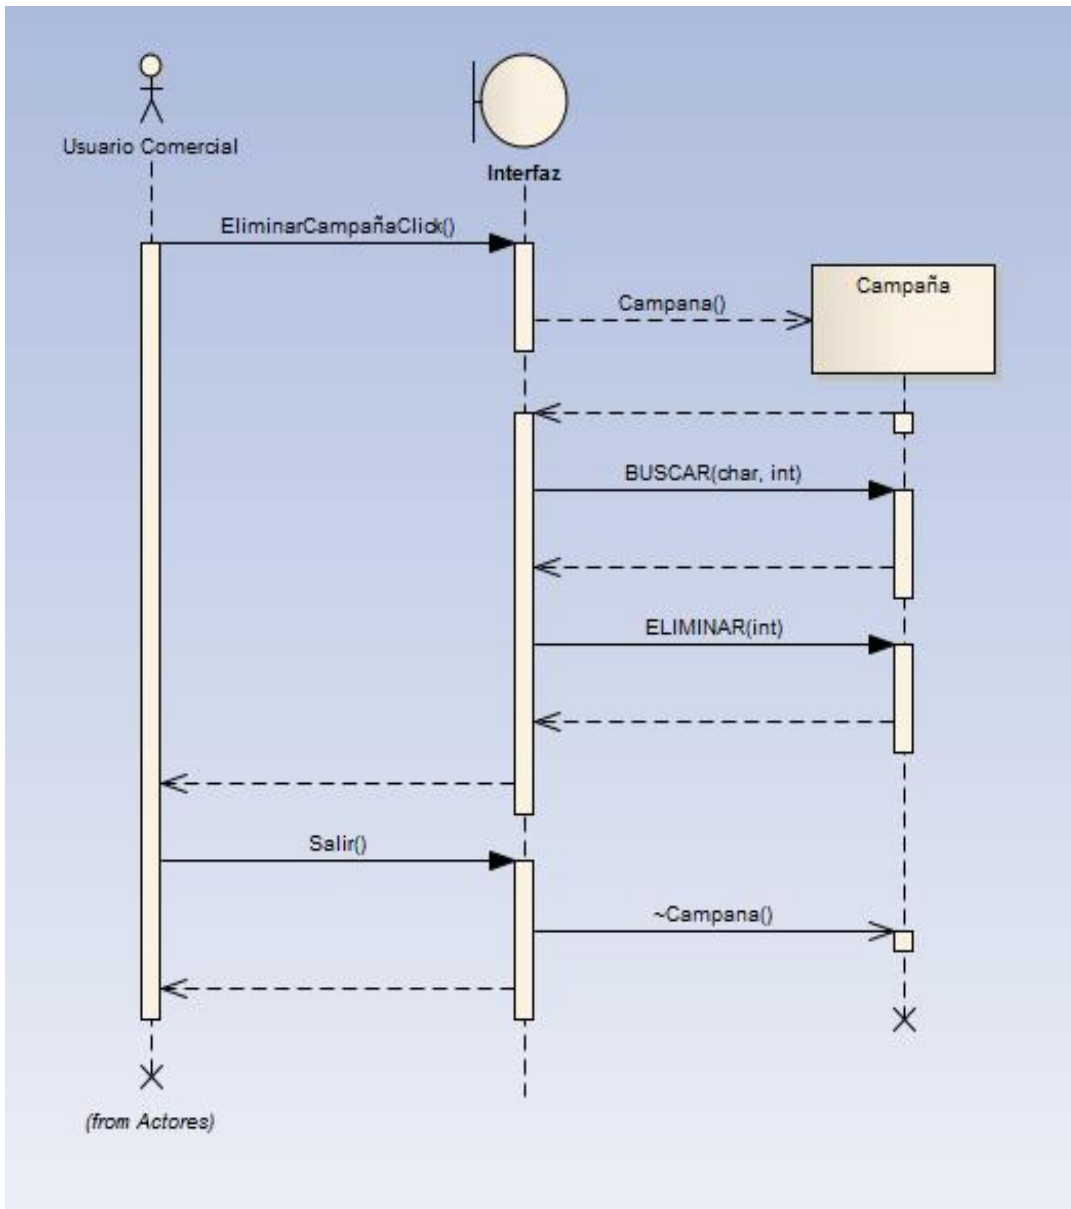 Usuario Comercial
Interfaz
EliminarCampañaClick()
Campaña
Campana()
BUSCAR(char, int)
ELIMINAR(int)
Salir()
~Campana()
(from Actores)